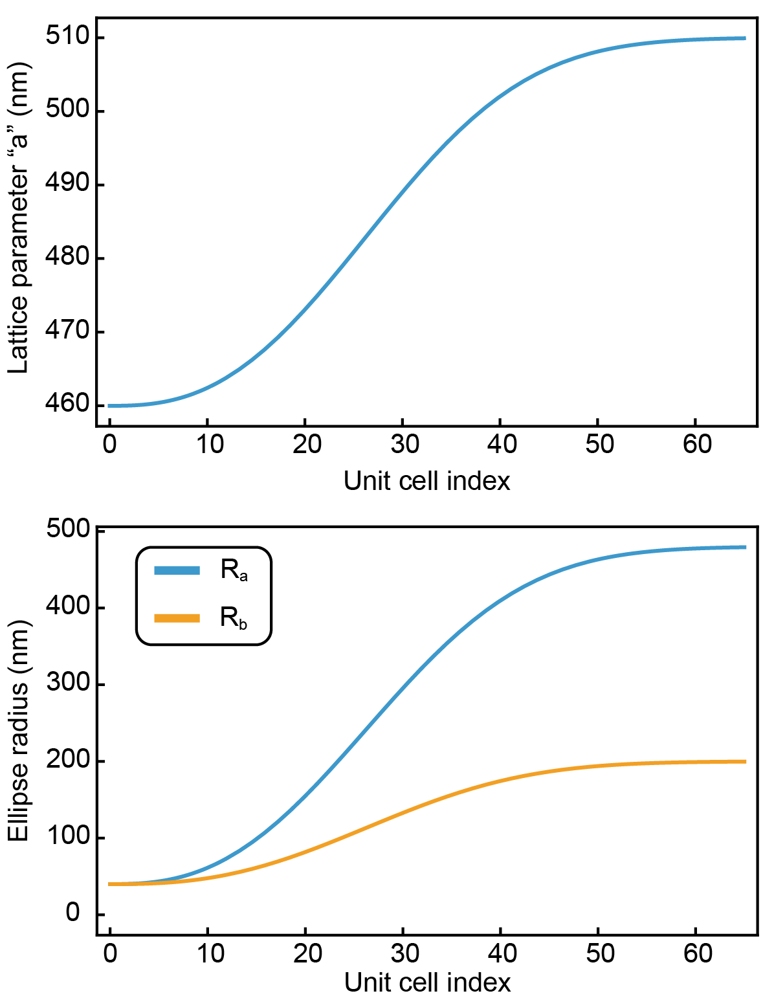 Lattice parameter “a” (nm)
510
500
490
480
470
460
0 10 20 30 40 50 60
Unit cell index
Ellipse radius (nm)
500
400
300
200
100
0
Ra
Rb
0 10 20 30 40 50 60
Unit cell index